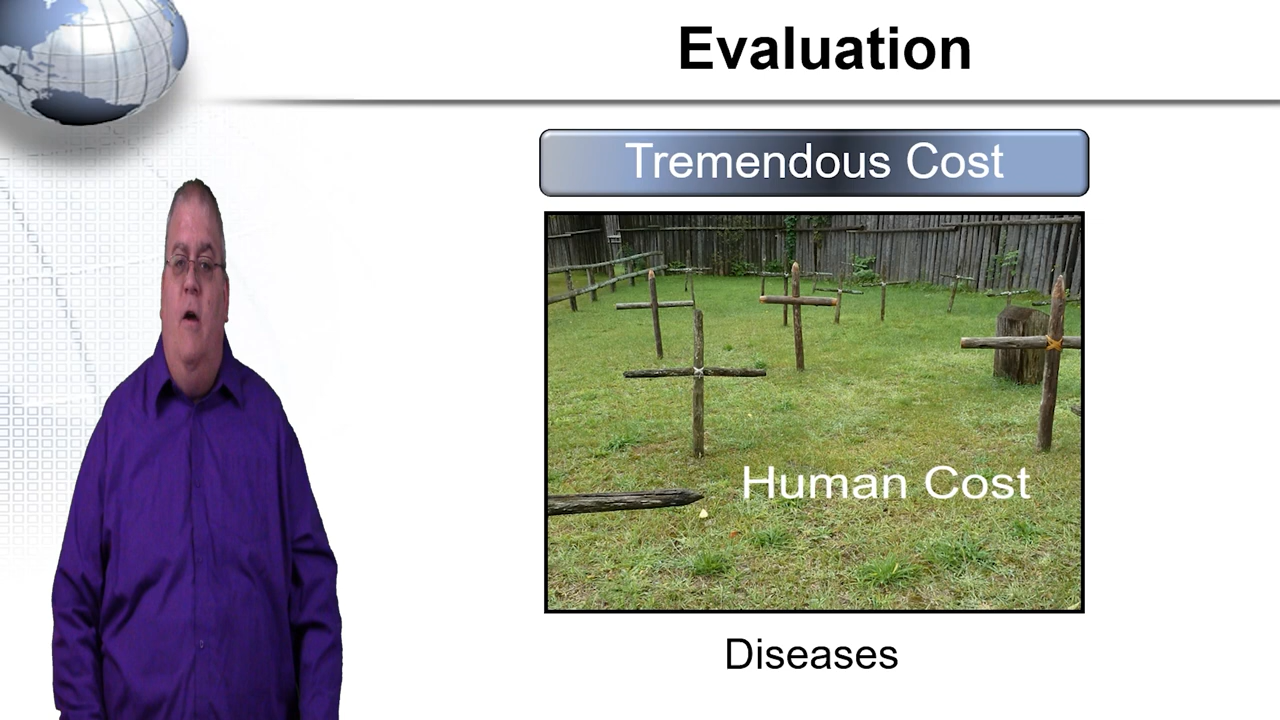 Evaluation
Tremendous Cost
Human Cost
Diseases